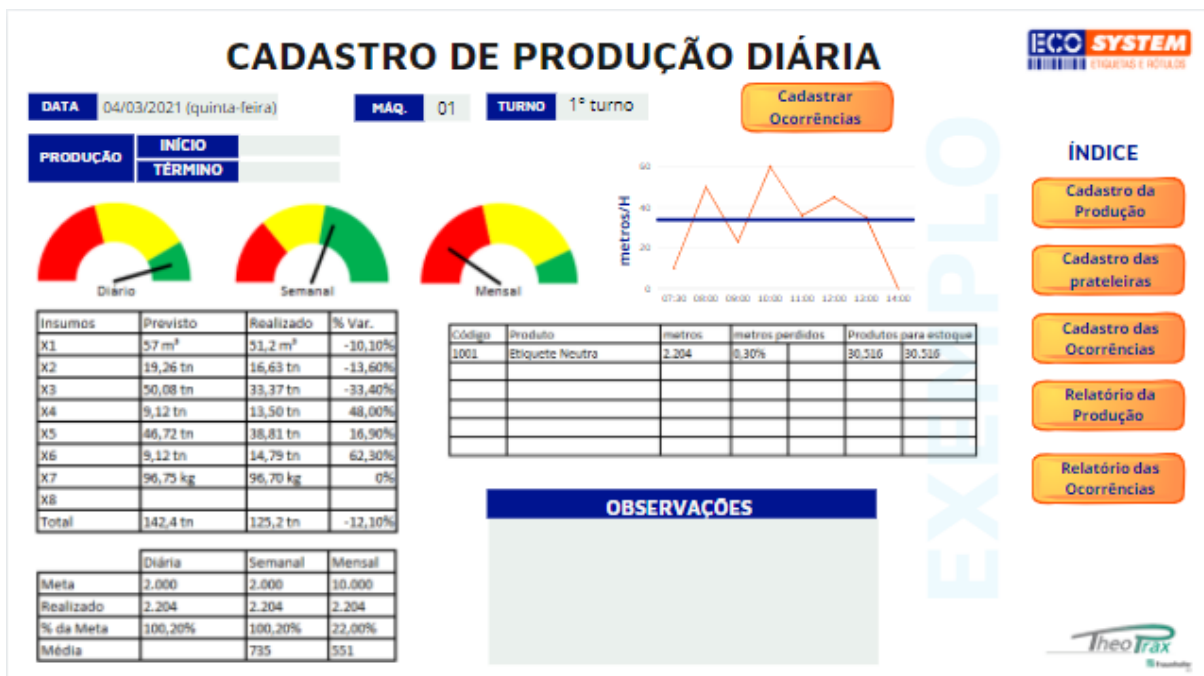 CADASTRO DE PRODUÇÃO DIÁRIA
ECO SYSTEM
ETIQUETAS E RÓTULOS
DATA 04/03/2021 (quinta-feira) MÁQ. 01 TURNO 1° turno
Cadastrar
Ocorrências
PRODUÇÃO
INÍCIO
TÉRMINO
Diário
Semanal
Mensal
metros/H
60
40
20
0
07:30 08:00 09:00 10:00 11:00 12:00 13:00 14:00
Insumos Previsto Realizado % Var.
X1 57 m³ 51,2 m³ -10,10%
X2 19,26 tn 16,63 tn -13,60%
X3 50,08 tn 33,37 tn -33,40%
X4 9,12 tn 13,50 tn 48,00%
X5 46,72 tn 38,81 tn 16,90%
X6 9,12 tn 14,79 tn 62,30%
X7 96,75 kg 96,70 kg 0%
X8
Total 142,4 tn 125,2 tn -12,10%
Código Produto metros metros perdidos Produtos para estoque
1001 Etiquete Neutra 2.204 0,30% 30,516 30.516
Diária Semanal Mensal
Meta 2.000 2.000 10.000
Realizado 2.204 2.204 2.204
% da Meta 100,20% 100,20% 22,00%
Média 735 551
OBSERVAÇÕES
EXEMPLO
ÍNDICE
Cadastro da
Produção
Cadastro das
prateleiras
Cadastro das
Ocorrências
Relatório da
Produção
Relatório das
Ocorrências
TheoPrax
Fraunhofer